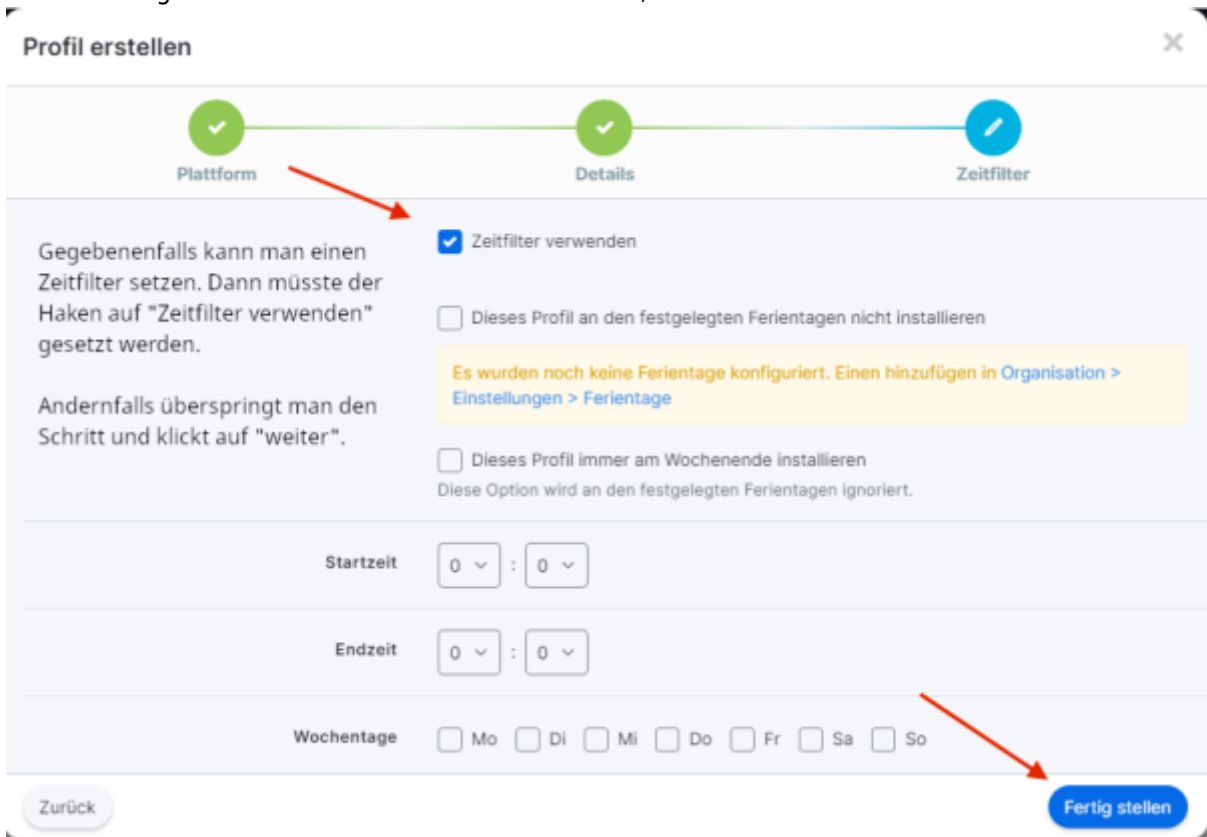 Profil erstellen
Plattform
Details
Zeitfilter
Gegebenenfalls kann man einen
Zeitfilter setzen. Dann müsste der
Haken auf "Zeitfilter verwenden"
gesetzt werden.
Andernfalls überspringt man den
Schritt und klickt auf "weiter".
Zeitfilter verwenden
Dieses Profil an den festgelegten Ferientagen nicht installieren
Es wurden noch keine Ferientage konfiguriert. Einen hinzufügen in Organisation >
Einstellungen > Ferientage
Dieses Profil immer am Wochenende installieren
Diese Option wird an den festgelegten Ferientagen ignoriert.
Startzeit 0 : 0
Endzeit 0 : 0
Wochentage Mo Di Mi Do Fr Sa So
Zurück
Fertig stellen